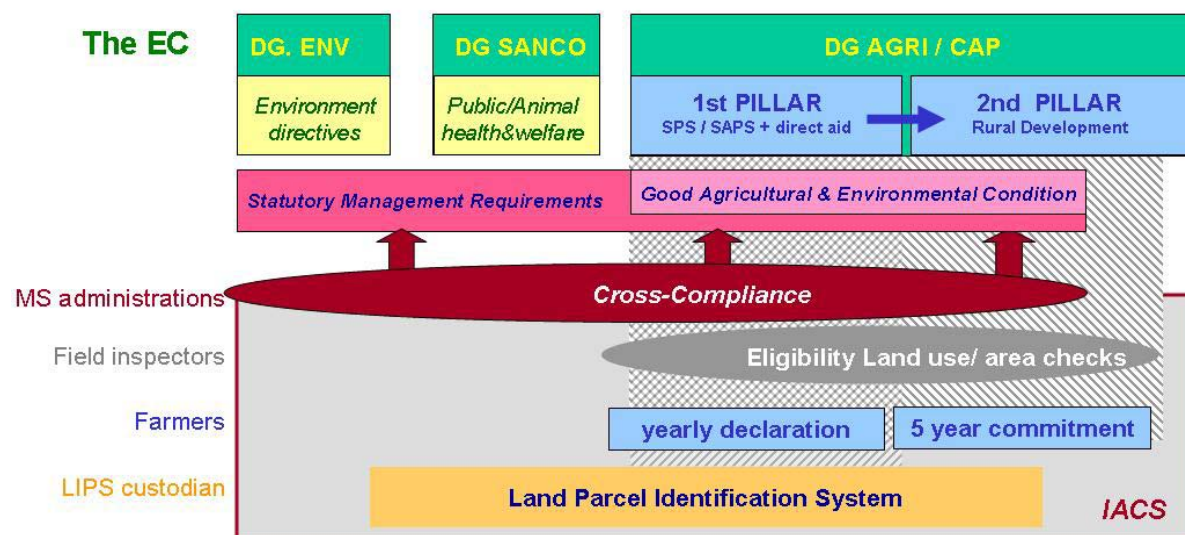 The EC
DG. ENV
DG SANCO
DG AGRI / CAP
Environment
directives
Public/Animal
health&welfare
1st PILLAR
SPS / SAPS + direct aid
2nd PILLAR
Rural Development
Statutory Management Requirements
Good Agricultural & Environmental Condition
MS administrations
Cross-Compliance
Field inspectors
Eligibility Land use/ area checks
Farmers
yearly declaration
5 year commitment
LIPS custodian
Land Parcel Identification System
IACS